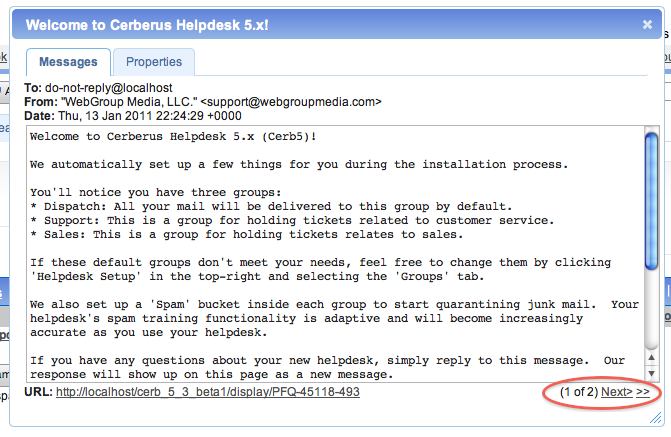 Welcome to Cerberus Helpdesk 5.x!
Messages
Properties
To: do-not-reply@localhost
From: "WebGroup Media, LLC." <support@webgroupmedia.com>
Date: Thu, 13 Jan 2011 22:24:29 +0000
Welcome to Cerberus Helpdesk 5.x (Cerb5)!
We automatically set up a few things for you during the installation process.
You'll notice you have three groups:
* Dispatch: All your mail will be delivered to this group by default.
* Support: This is a group for holding tickets related to customer service.
* Sales: This is a group for holding tickets relates to sales.
If these default groups don't meet your needs, feel free to change them by clicking
'Helpdesk Setup' in the top-right and selecting the 'Groups' tab.
We also set up a 'Spam' bucket inside each group to start quarantining junk mail.  Your
helpdesk's spam training functionality is adaptive and will become increasingly
accurate as you use your helpdesk.
If you have any questions about your new helpdesk, simply reply to this message.  Our
response will show up on this page as a new message.
URL: http://localhost/cerb_5_3_beta1/display/PFQ-45118-493
(1 of 2) Next> >>